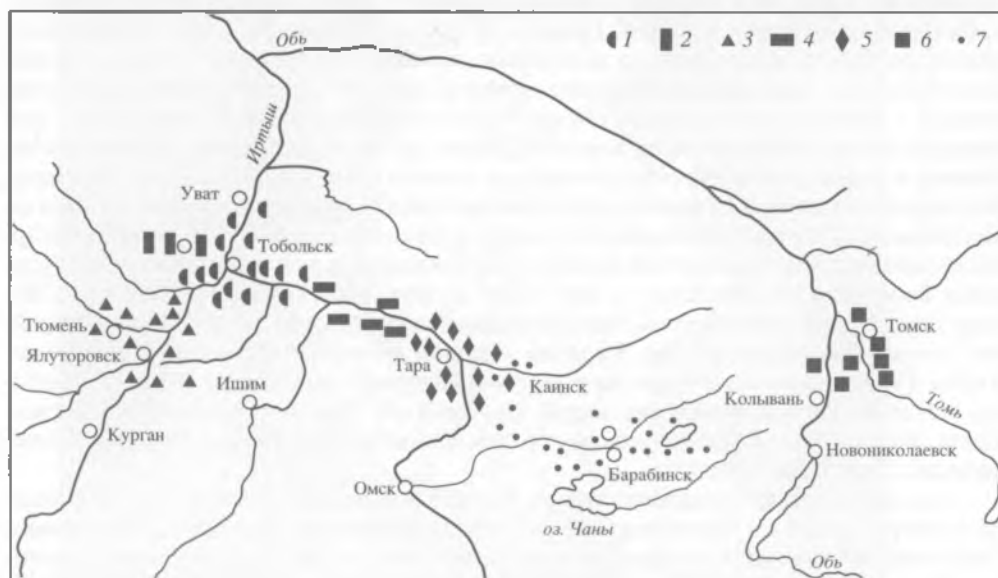 Обь 1 2 3 4 5 6 7
Иртыш
Уват
Тобольск
Тюмень
Томск
Ялуторовск
Тара
Каинск
Ишим
Колывань
Томь
Курган
Новониколаевск
Барабинск
Омск
оз. Чаны
Обь